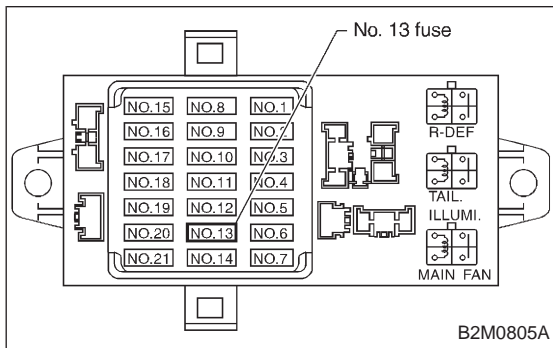 No. 13 fuse
NO.15 NO.8 NO.1
NO.16 NO.9 NO.2
NO.17 NO.10 NO.3
NO.18 NO.11 NO.4
NO.19 NO.12 NO.5
NO.20 NO.13 NO.6
NO.21 NO.14 NO.7
R-DEF
TAIL.
ILLUMI.
MAIN FAN
B2M0805A